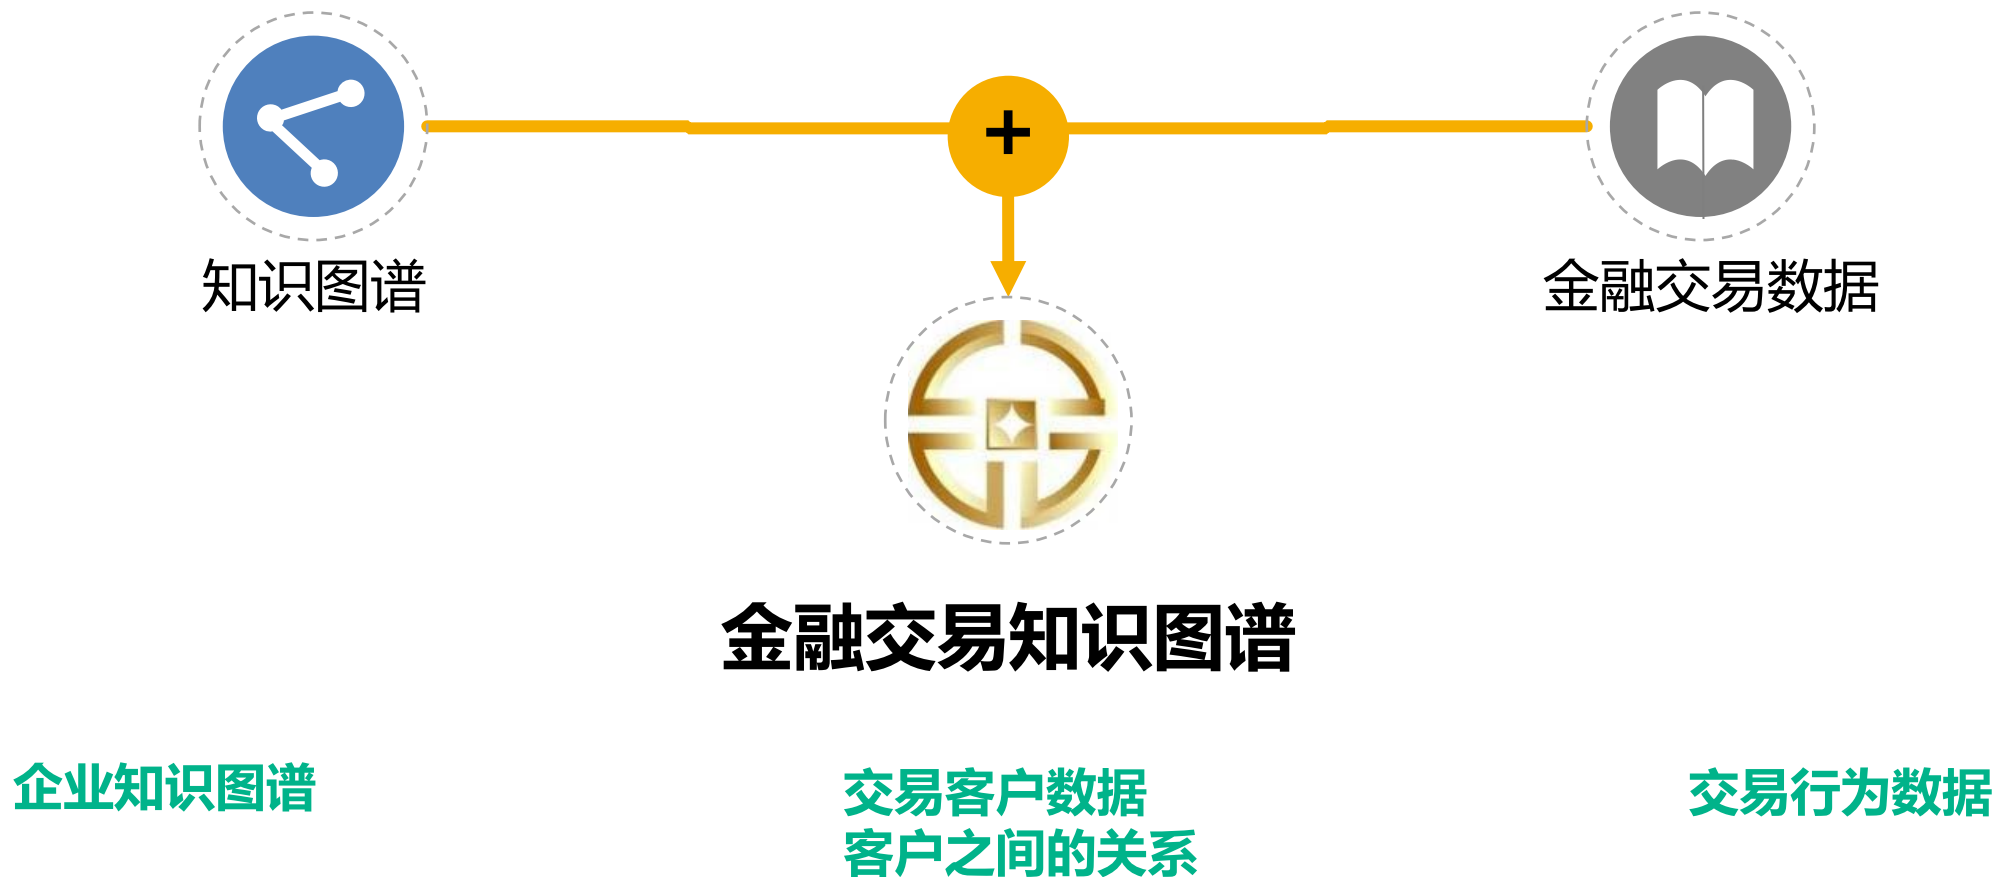 +
知识图谱
金融交易数据
金融交易知识图谱
企业知识图谱
交易客户数据
客户之间的关系
交易行为数据